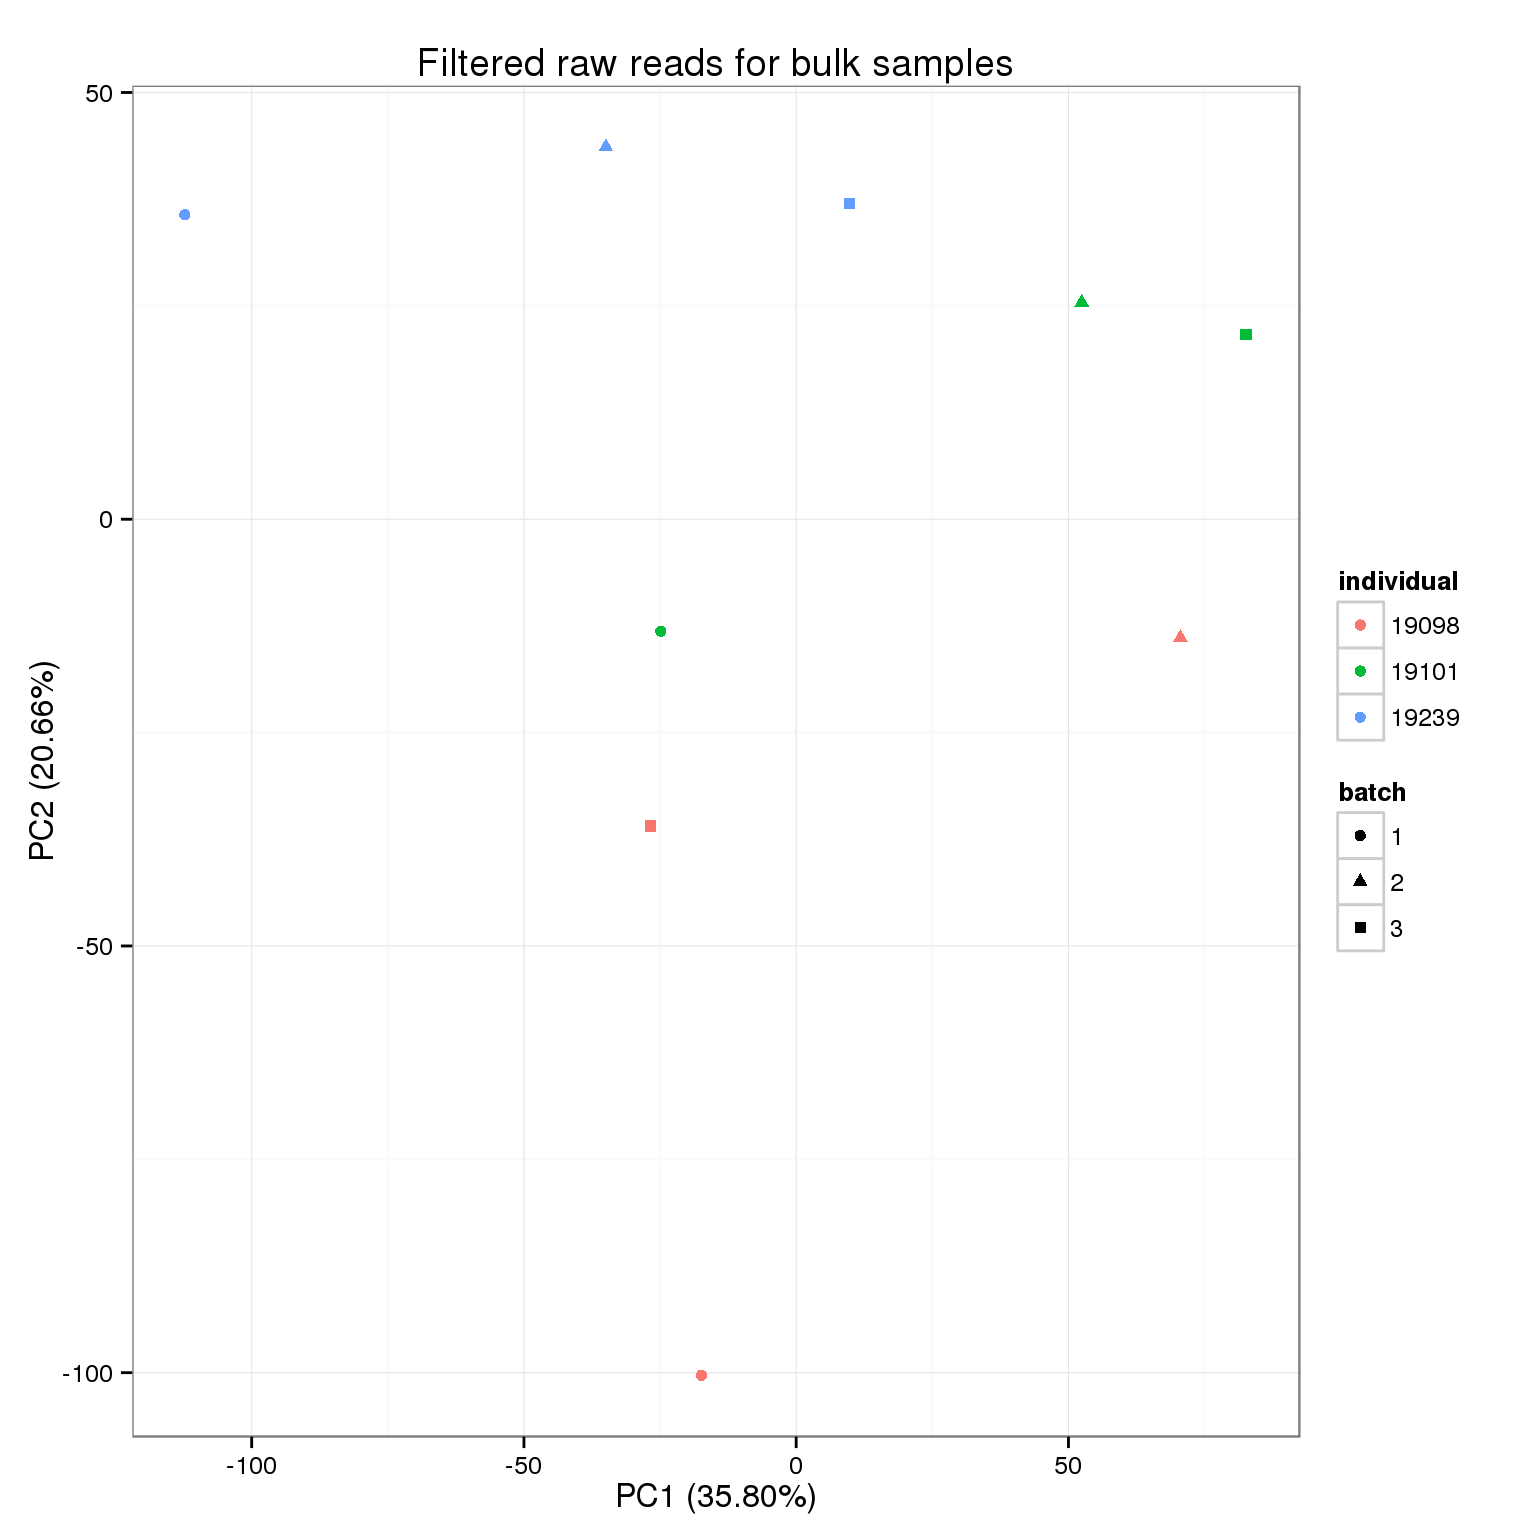 Filtered raw reads for bulk samples
50
0
-50
-100
PC2 (20.66%)
-100
-50
0
50
PC1 (35.80%)
individual
19098
19101
19239
batch
1
2
3